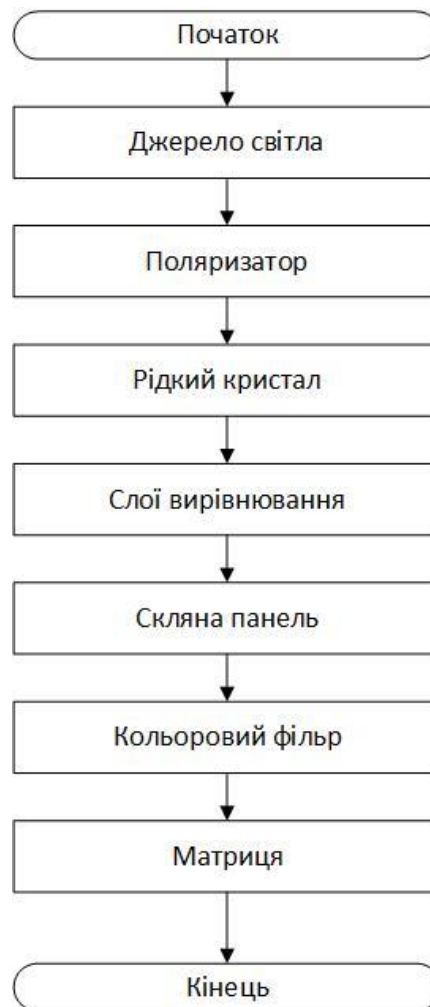 Початок
Джерело світла
Поляризатор
Рідкий кристал
Слої вирівнювання
Скляна панель
Кольоровий фільр
Матриця
Кінець